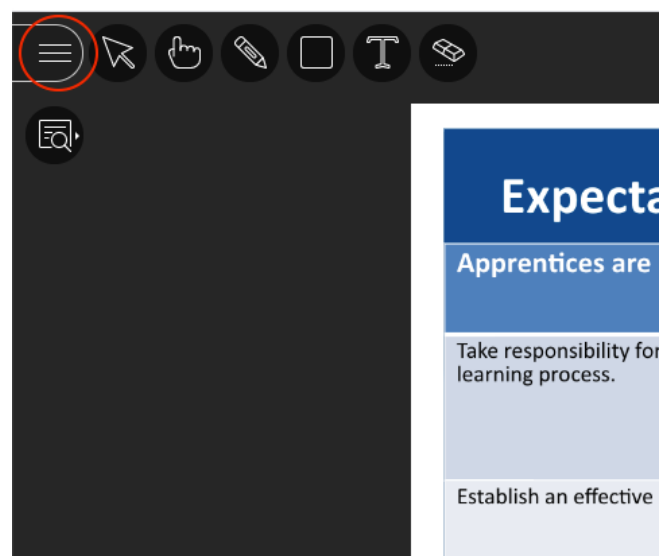 Expecta
Apprentices are
Take responsibility for
learning process.
Establish an effective